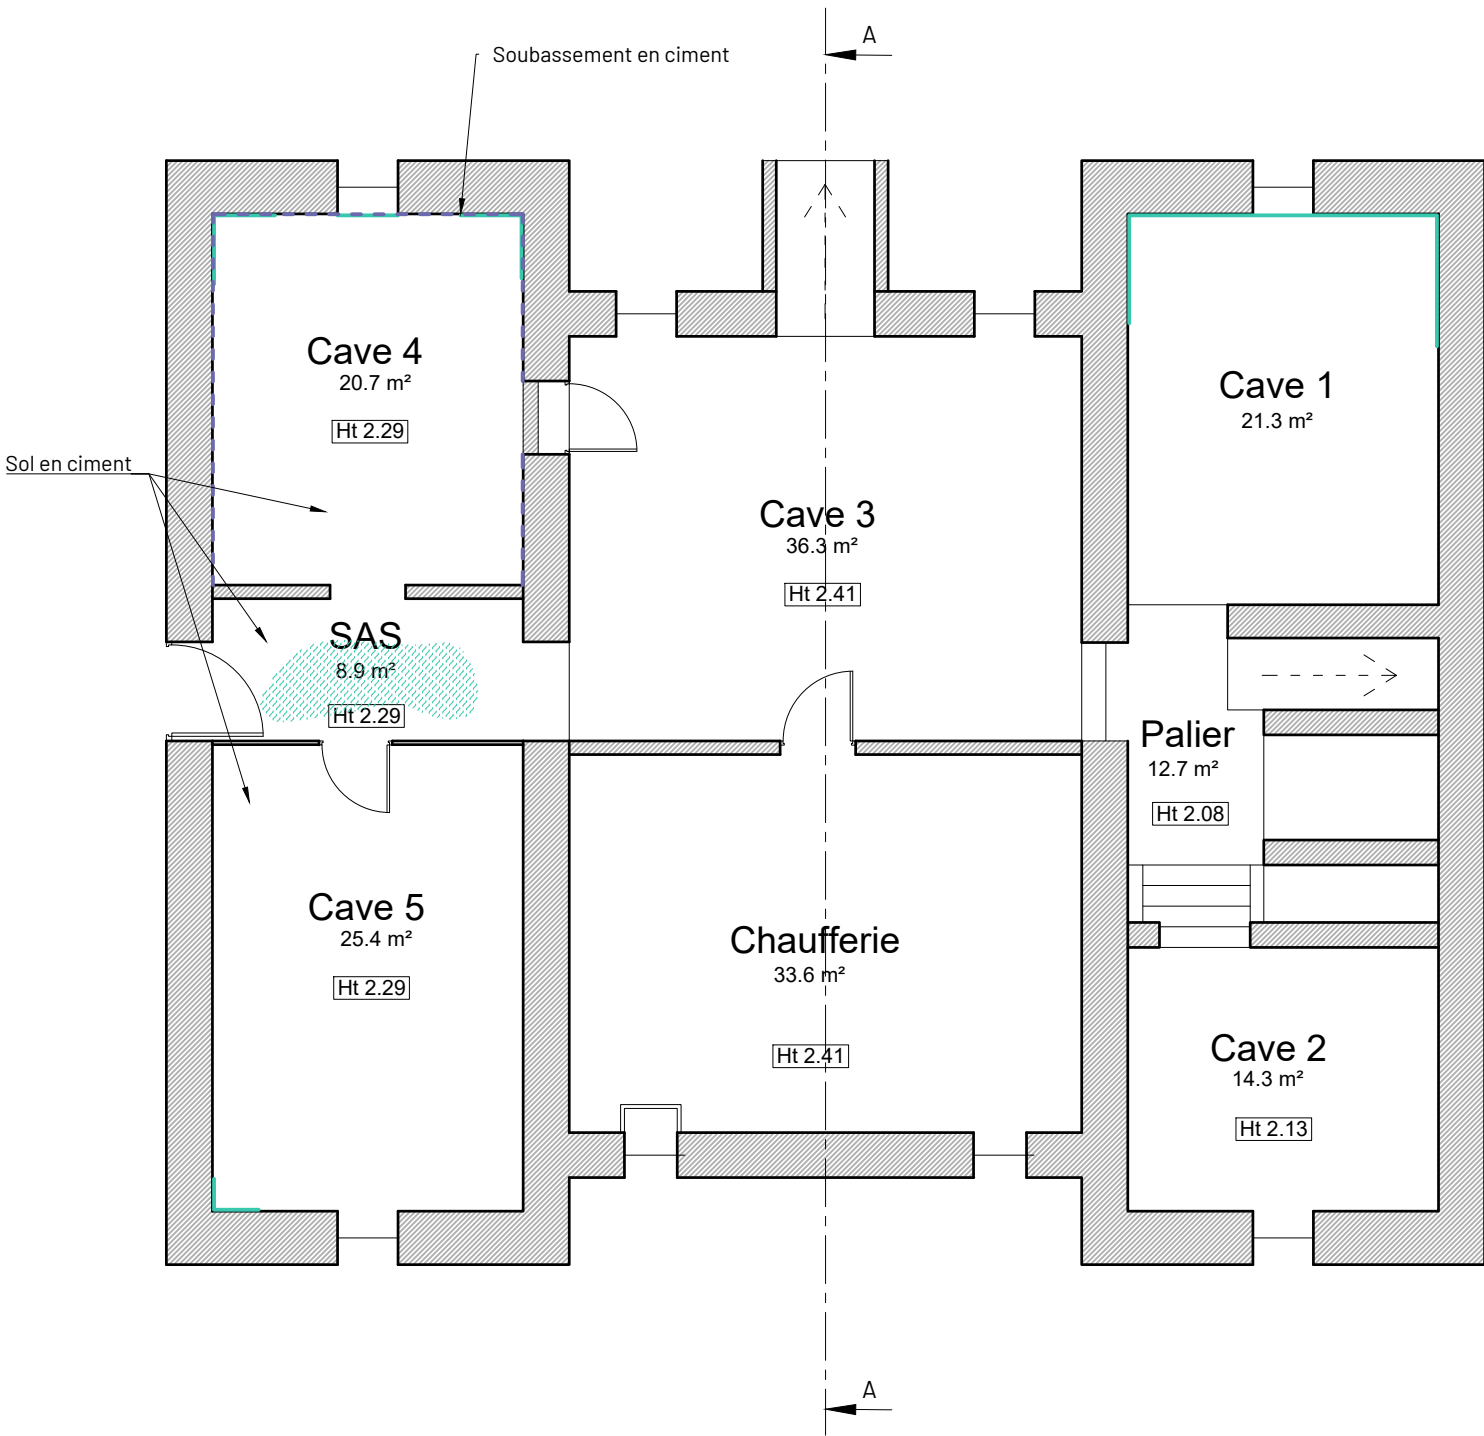 A
Soubassement en ciment
Cave 4
20.7 m²
Ht 2.29
Cave 1
21.3 m²
Sol en ciment
Cave 3
36.3 m²
Ht 2.41
SAS
8.9 m²
Ht 2.29
Palier
12.7 m²
Ht 2.08
Cave 5
25.4 m²
Ht 2.29
Chaufferie
33.6 m²
Ht 2.41
Cave 2
14.3 m²
Ht 2.13
A